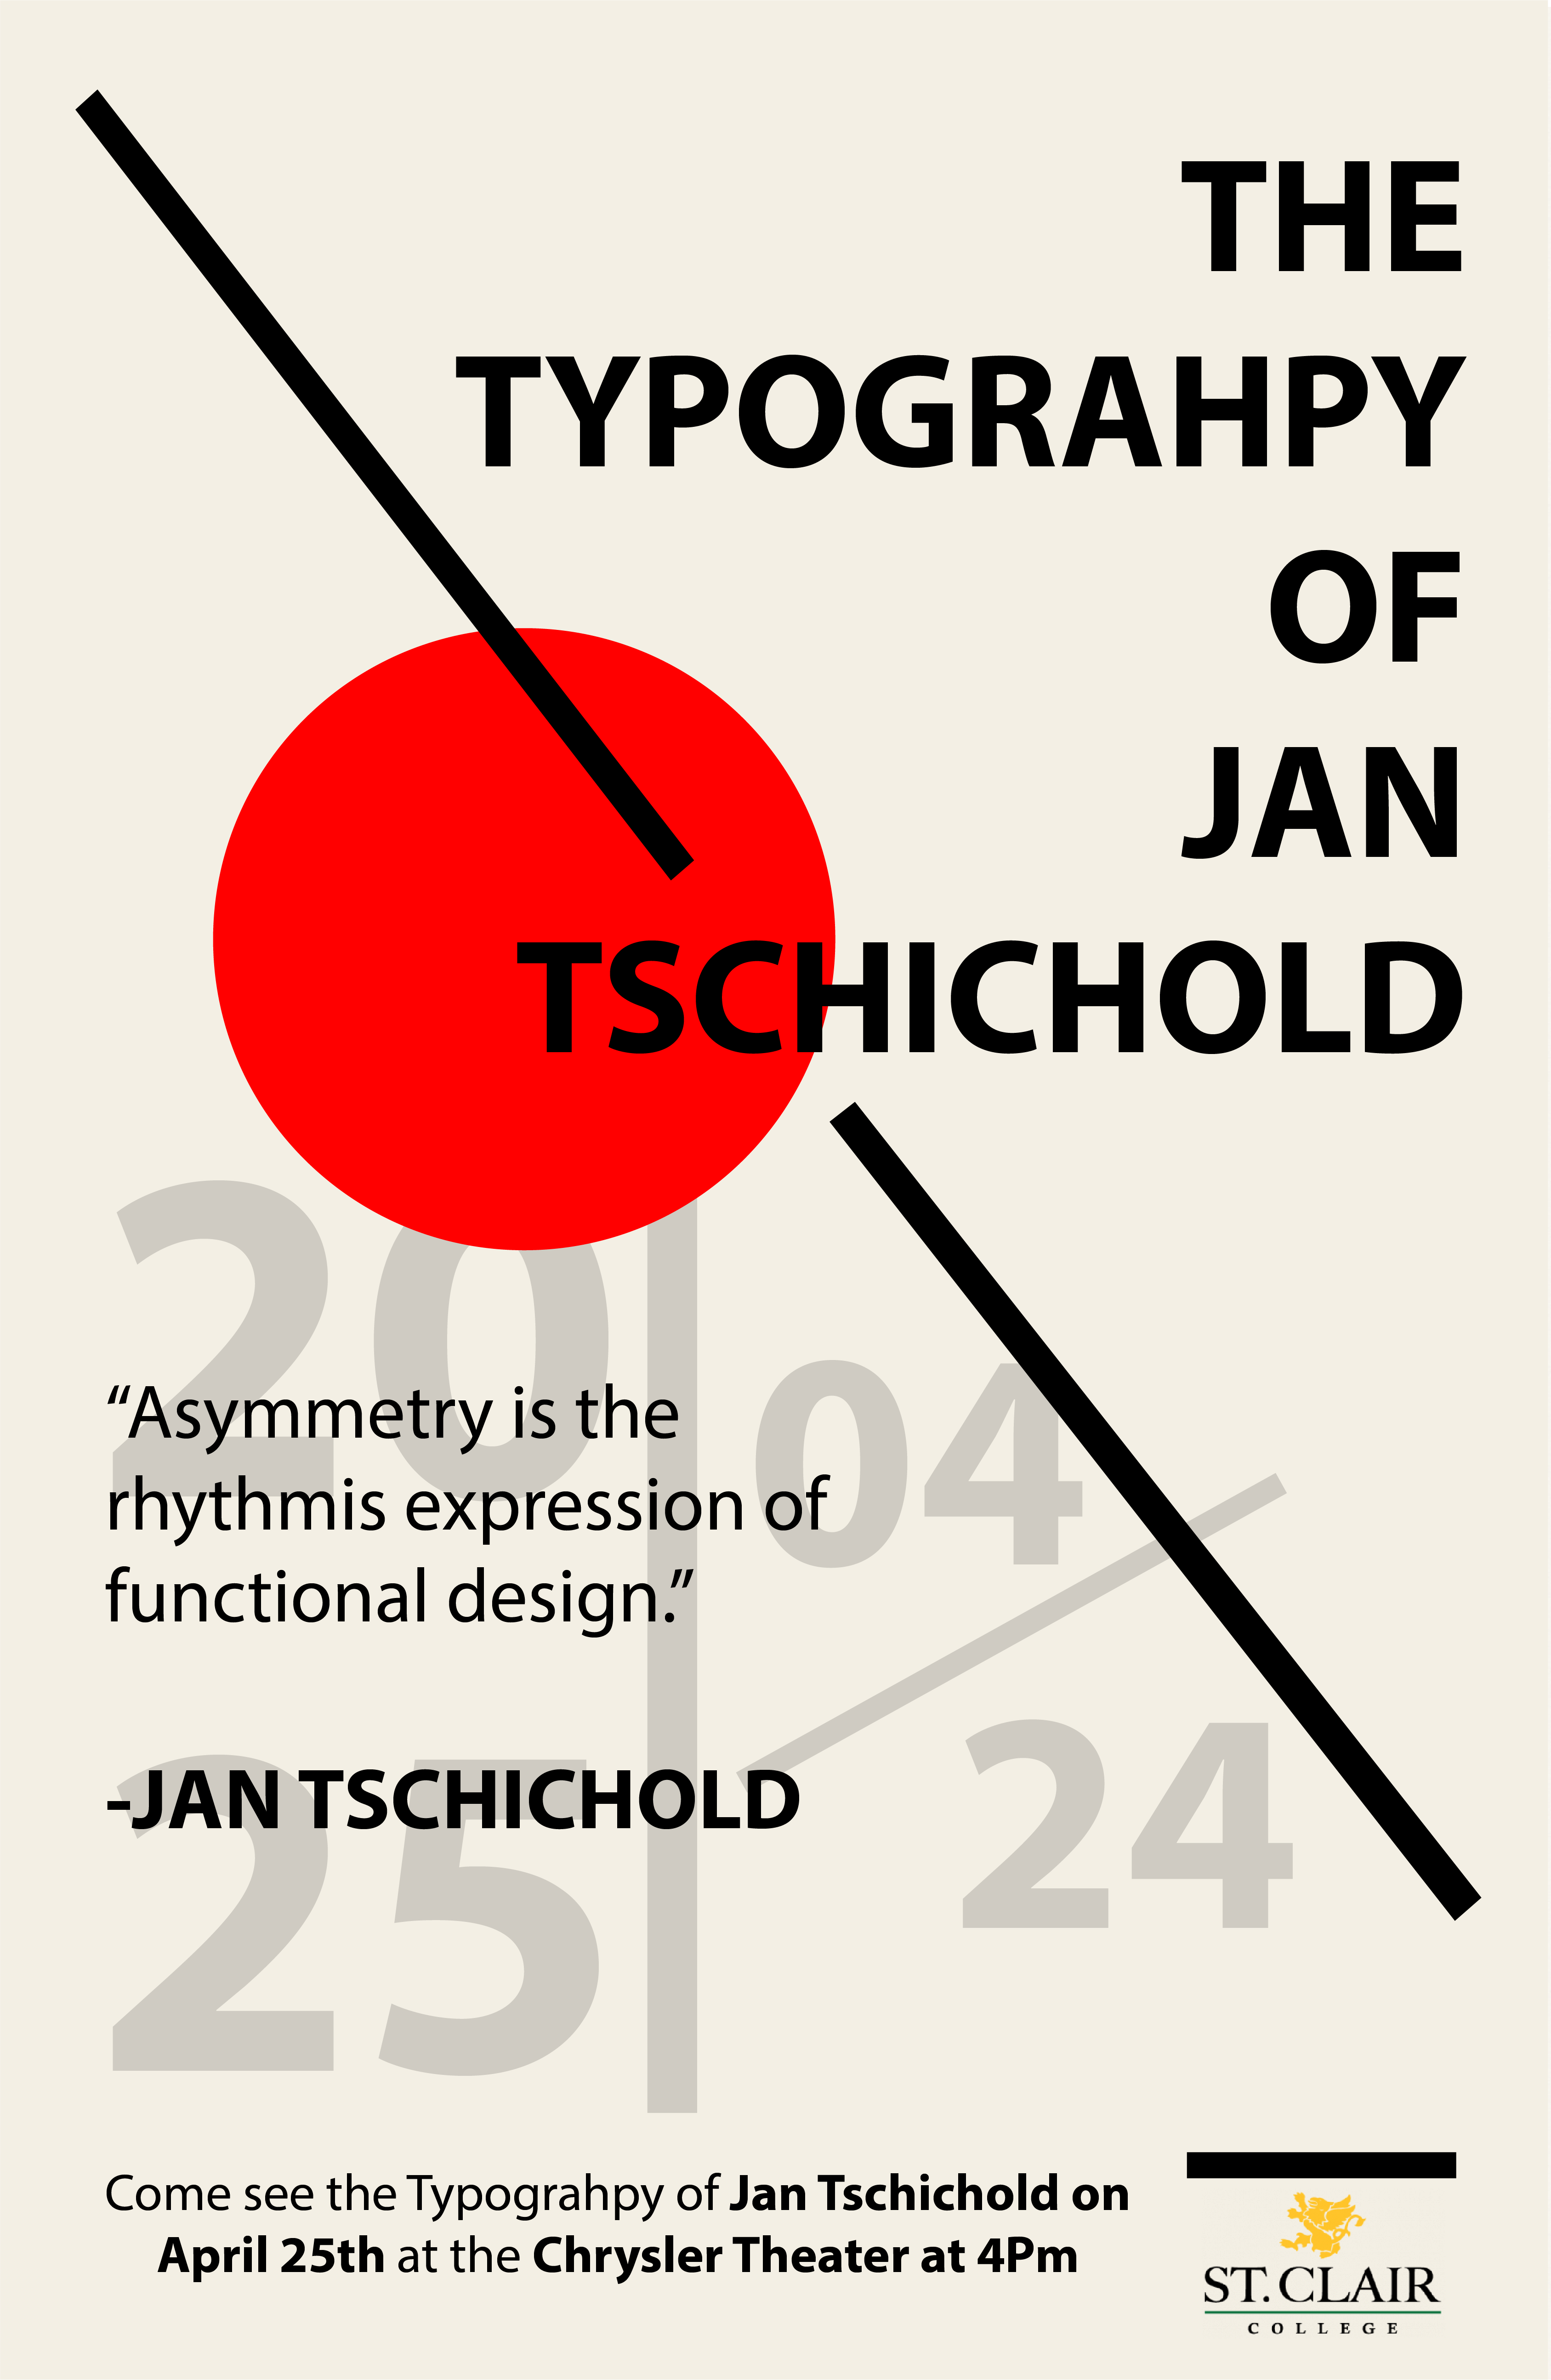 THE
TYPOGRAHPY
OF
JAN
TSCHICHOLD
20
04
“Asymmetry is the
rhythmis expression of
functional design.”
24
-JAN TSCHICHOLD
25
Come see the Typograhpy of Jan Tschichold on
April 25th at the Chrysler Theater at 4Pm
ST. CLAIR
COLLEGE